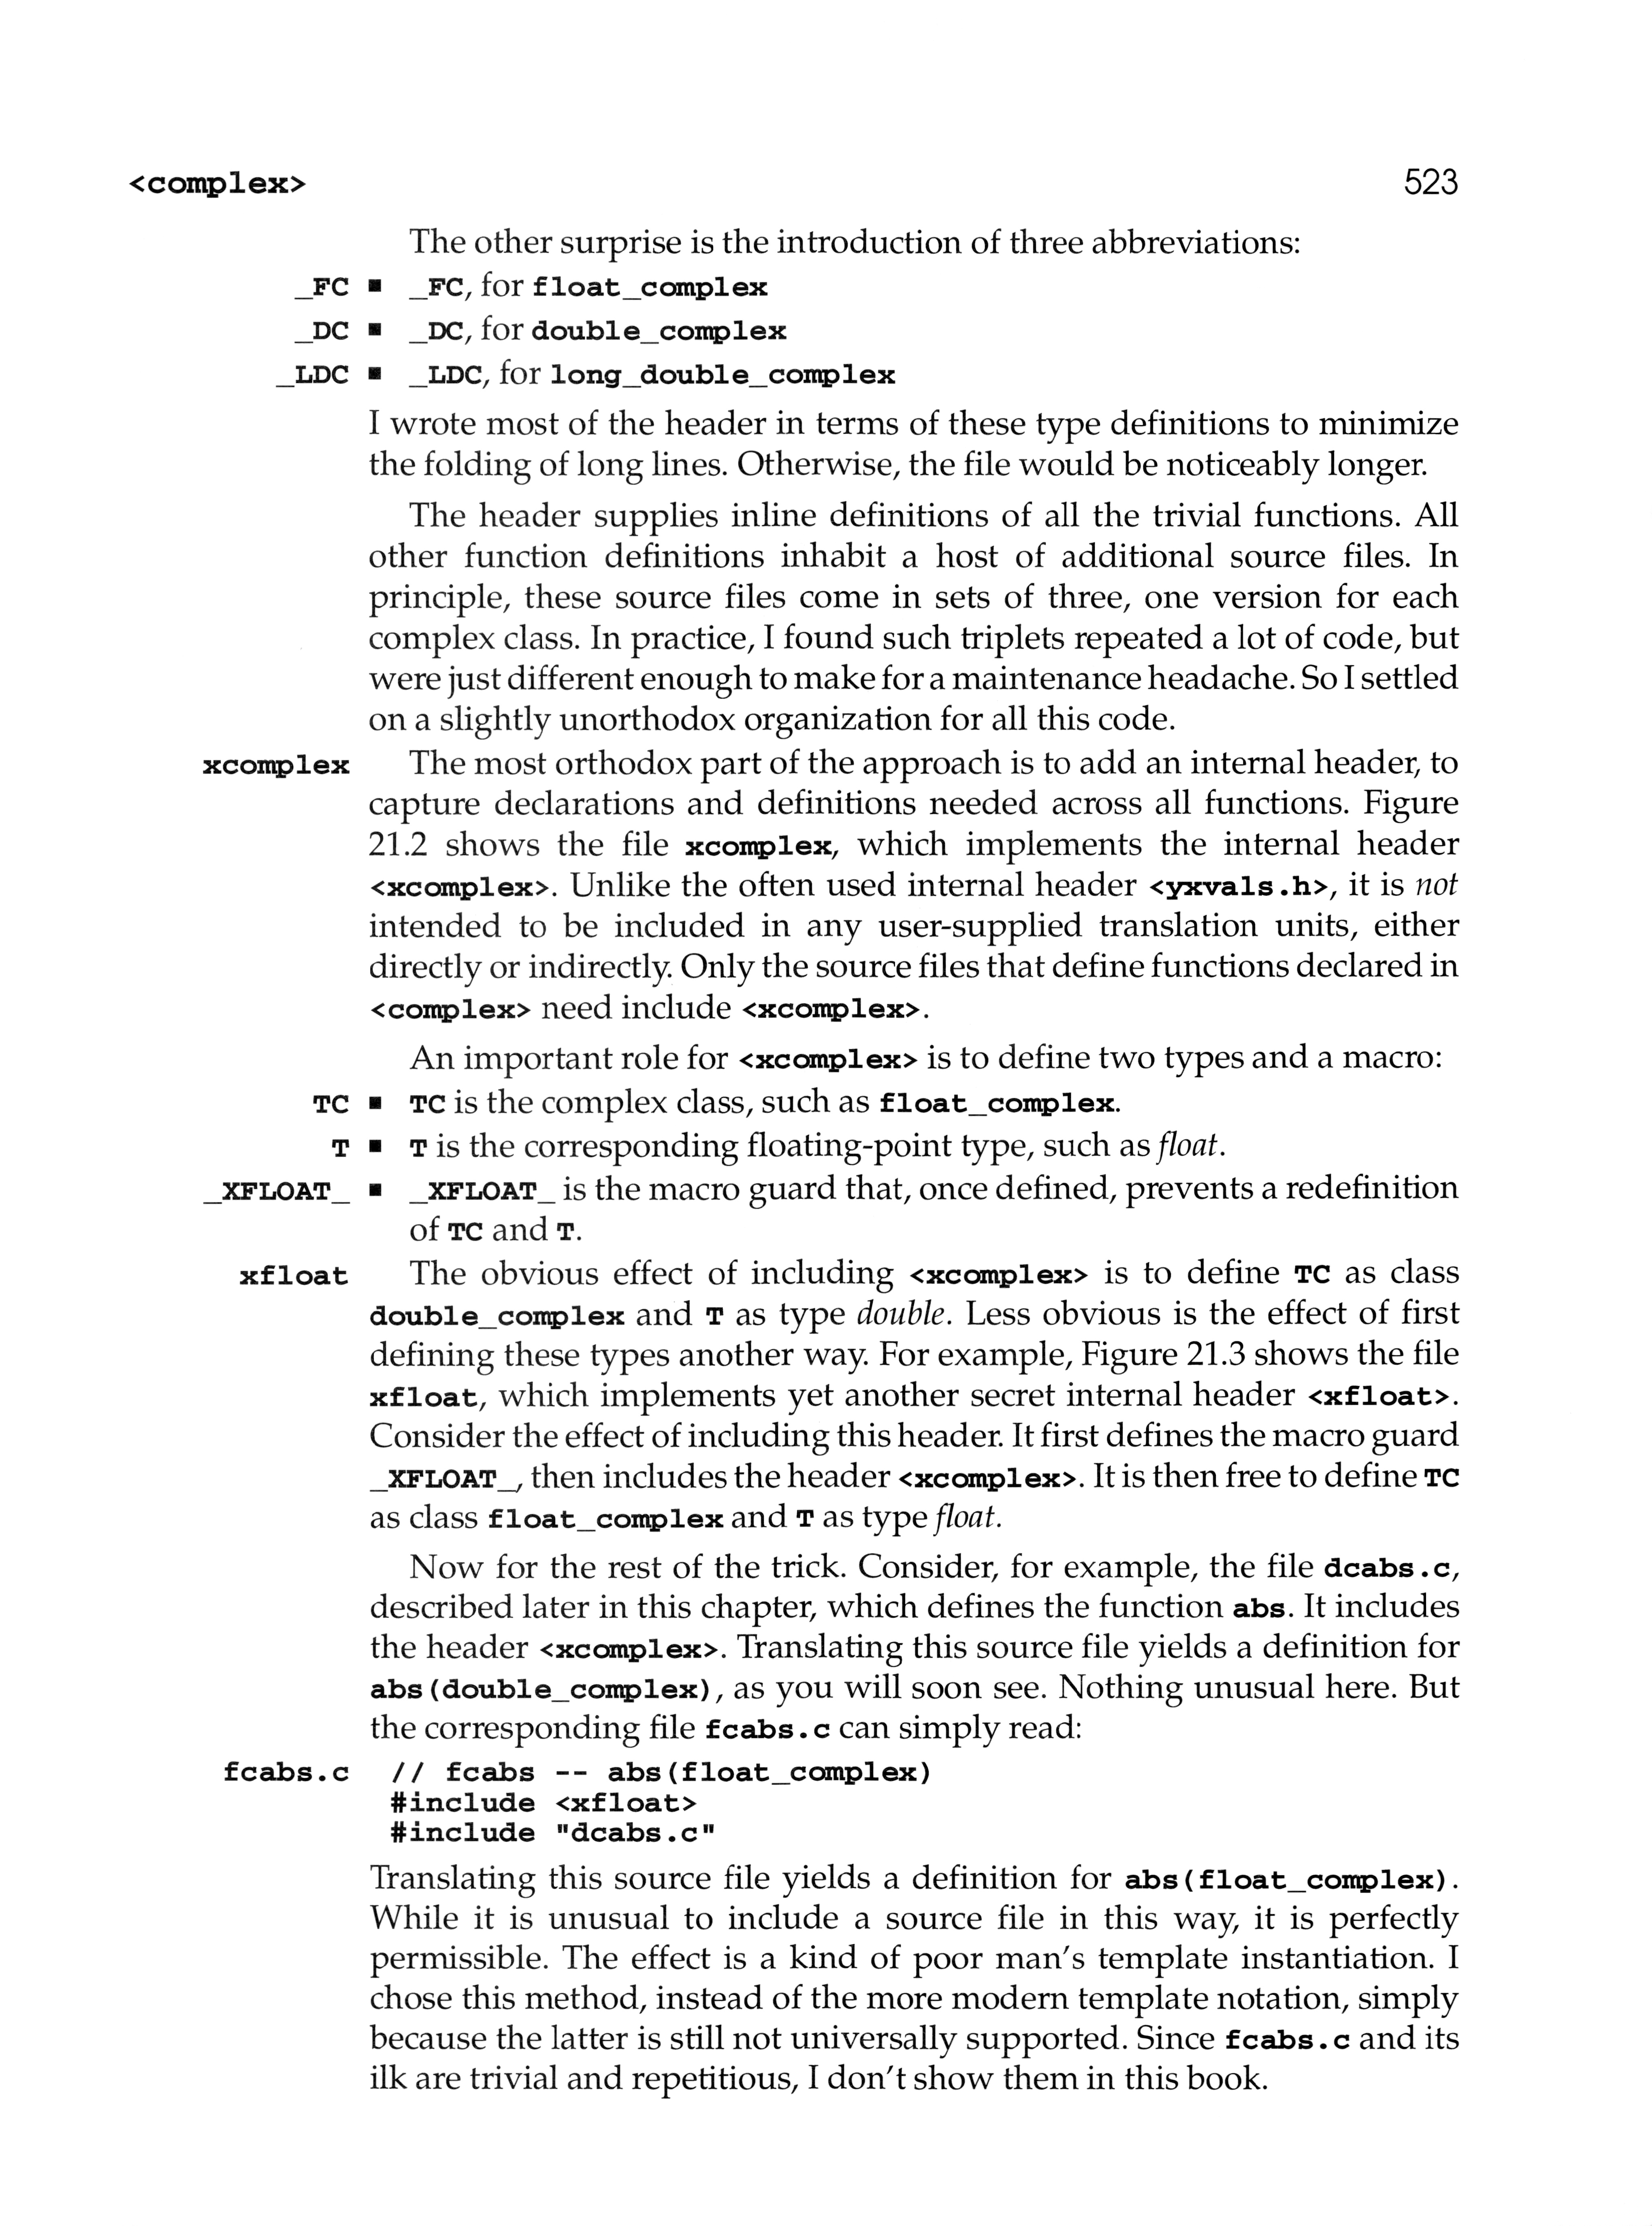 <complex> 523
The other surprise is the introduction of three abbreviations:
_FC ▪ _FC, for float_complex
_DC ▪ _DC, for double_complex
_LDC ▪ _LDC, for long_double_complex
I wrote most of the header in terms of these type definitions to minimize
the folding of long lines. Otherwise, the file would be noticeably longer.
The header supplies inline definitions of all the trivial functions. All
other function definitions inhabit a host of additional source files. In
principle, these source files come in sets of three, one version for each
complex class. In practice, I found such triplets repeated a lot of code, but
were just different enough to make for a maintenance headache. So I settled
on a slightly unorthodox organization for all this code.
xcomplex The most orthodox part of the approach is to add an internal header, to
capture declarations and definitions needed across all functions. Figure
21.2 shows the file xcomplex, which implements the internal header
<xcomplex>. Unlike the often used internal header <yxvals.h>, it is not
intended to be included in any user-supplied translation units, either
directly or indirectly. Only the source files that define functions declared in
<complex> need include <xcomplex>.
An important role for <xcomplex> is to define two types and a macro:
TC ▪ TC is the complex class, such as float_complex.
T ▪ T is the corresponding floating-point type, such as float.
_XFLOAT_ ▪ _XFLOAT_ is the macro guard that, once defined, prevents a redefinition
of TC and T.
xfloat The obvious effect of including <xcomplex> is to define TC as class
double_complex and T as type double. Less obvious is the effect of first
defining these types another way. For example, Figure 21.3 shows the file
xfloat, which implements yet another secret internal header <xfloat>.
Consider the effect of including this header. It first defines the macro guard
_XFLOAT_, then includes the header <xcomplex>. It is then free to define TC
as class float_complex and T as type float.
Now for the rest of the trick. Consider, for example, the file dcabs.c,
described later in this chapter, which defines the function abs. It includes
the header <xcomplex>. Translating this source file yields a definition for
abs(double_complex), as you will soon see. Nothing unusual here. But
the corresponding file fcabs.c can simply read:
fcabs.c // fcabs -- abs(float_complex)
#include <xfloat>
#include "dcabs.c"
Translating this source file yields a definition for abs(float_complex).
While it is unusual to include a source file in this way, it is perfectly
permissible. The effect is a kind of poor man's template instantiation. I
chose this method, instead of the more modern template notation, simply
because the latter is still not universally supported. Since fcabs.c and its
ilk are trivial and repetitious, I don't show them in this book.